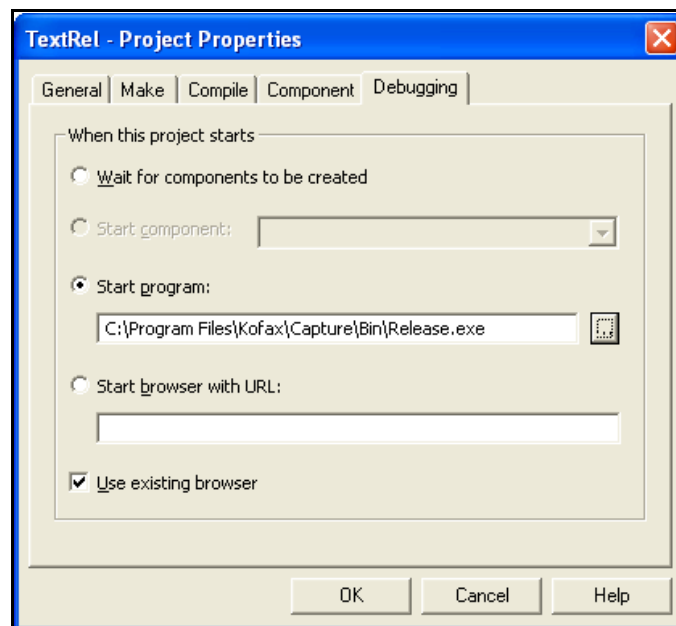 TextRel - Project Properties
General Make Compile Component Debugging
When this project starts
Wait for components to be created
Start component:
Start program:
C:\Program Files\Kofax\Capture\Bin\Release.exe
...
Start browser with URL:
Use existing browser
OK Cancel Help